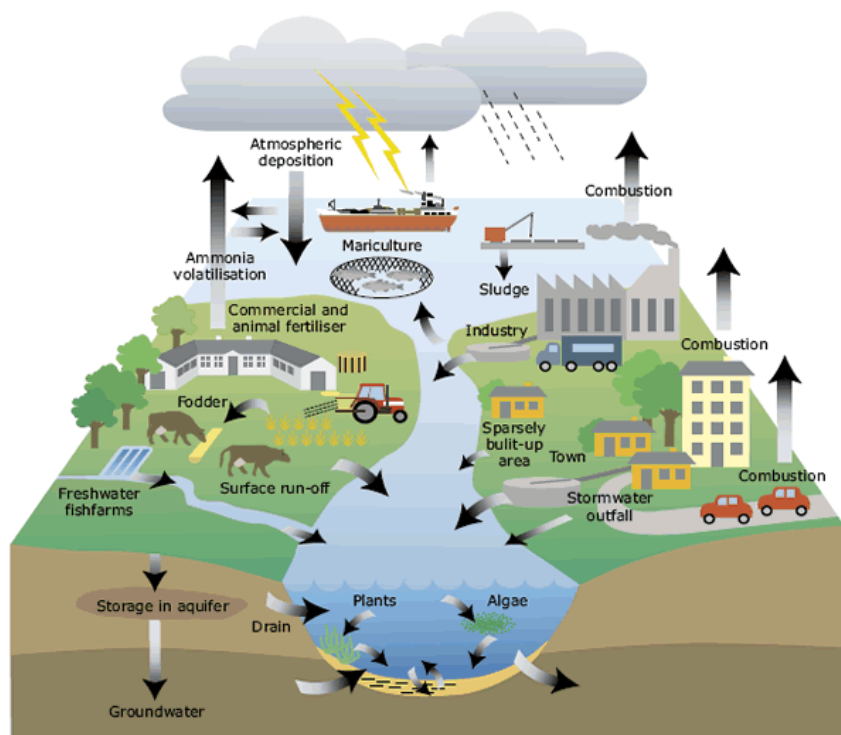 Atmospheric
deposition
Combustion
Mariculture
Ammonia
volatilisation
Sludge
Commercial and
animal fertiliser
Industry
Combustion
Fodder
Sparsely
bulit-up
area
Town
Combustion
Freshwater
fishfarms
Surface run-off
Stormwater
outfall
Storage in aquifer
Plants
Algae
Drain
Groundwater